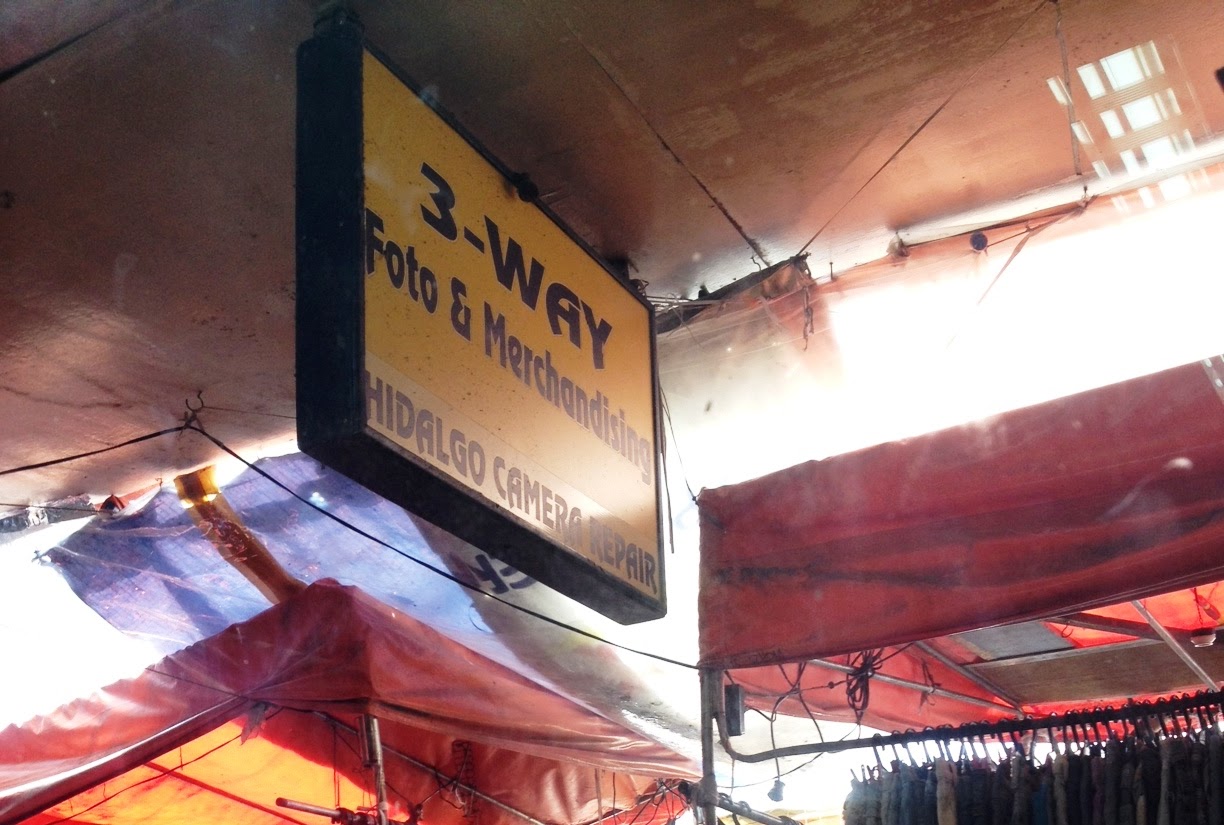 3-WAY
Foto & Merchandising
HIDALGO CAMERA REPAIR